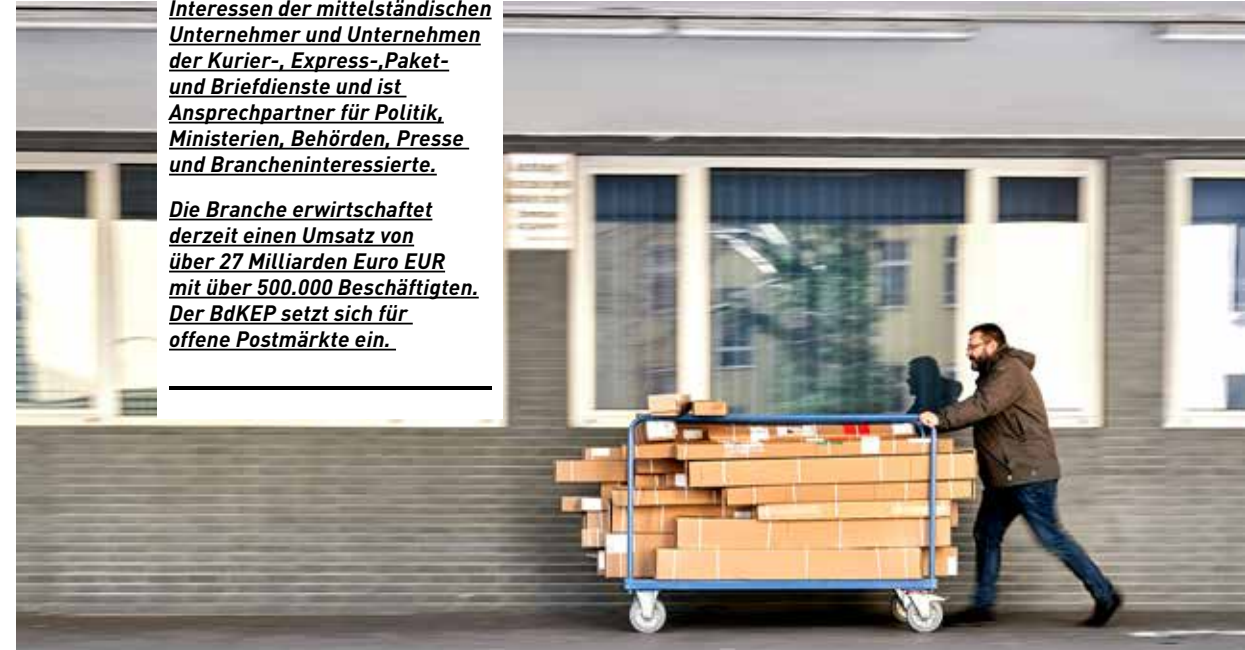 Interessen der mittelständischen
Unternehmer und Unternehmen
der Kurier-, Express-,Paket-
und Briefdienste und ist
Ansprechpartner für Politik,
Ministerien, Behörden, Presse
und Brancheninteressierte.
Die Branche erwirtschaftet
derzeit einen Umsatz von
über 27 Milliarden Euro EUR
mit über 500.000 Beschäftigten.
Der BdKEP setzt sich für
offene Postmärkte ein.